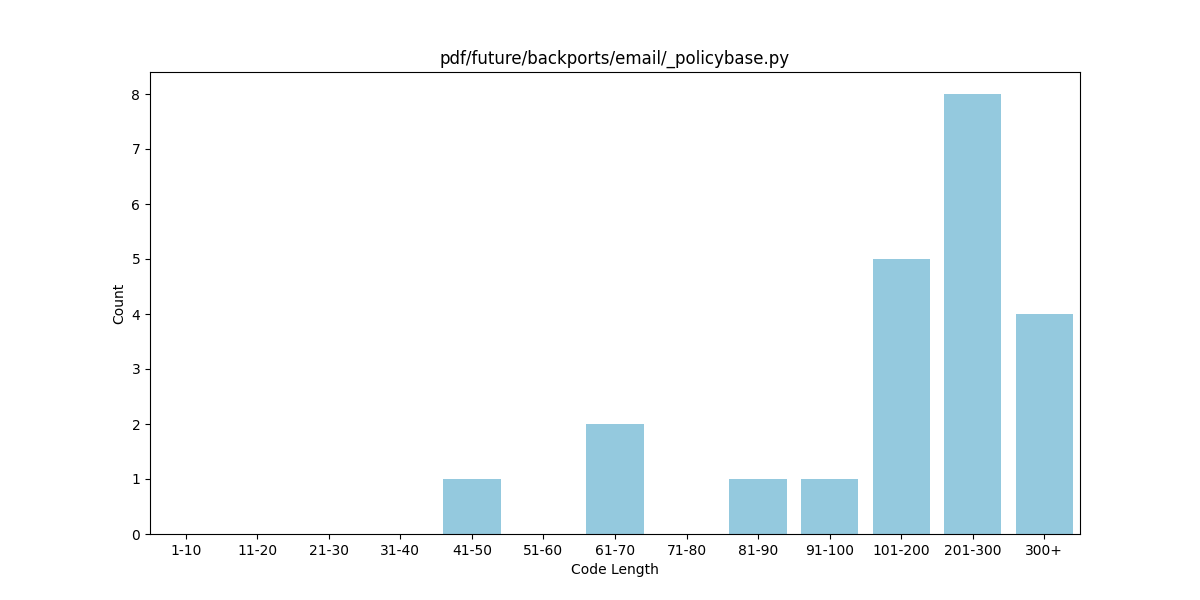 pdf/future/backports/email/_policybase.py
8
7
6
5
4
3
2
1
0
Count
1-10 11-20 21-30 31-40 41-50 51-60 61-70 71-80 81-90 91-100 101-200 201-300 300+
Code Length